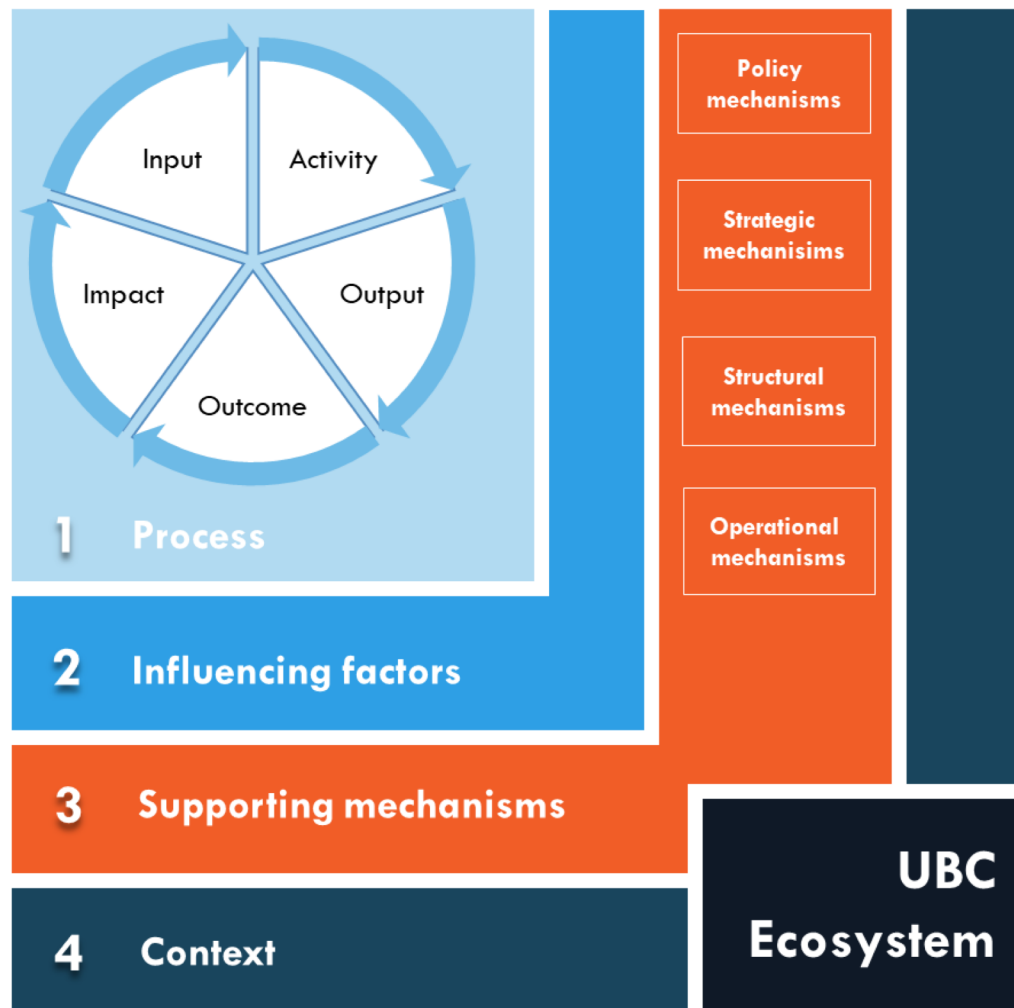 Policy
mechanisms
Input
Activity
Strategic
mechanisims
Impact
Output
Structural
mechanisms
Outcome
Operational
mechanisms
1 Process
2 Influencing factors
3 Supporting mechanisms
UBC
Ecosystem
4 Context